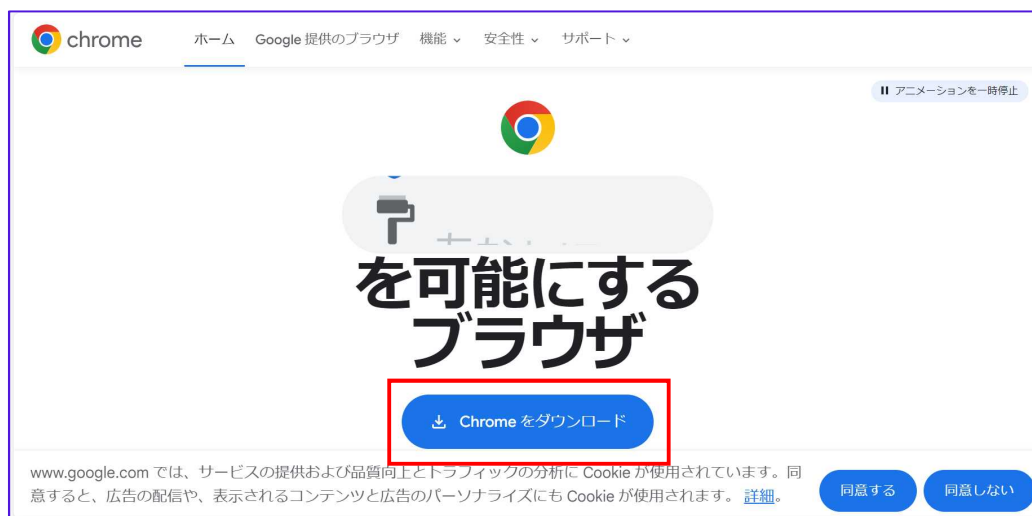 chrome
ホーム Google 提供のブラウザ 機能 安全性 サポート
アニメーションを一時停止
を可能にする
ブラウザ
Chrome をダウンロード
www.google.com では、サービスの提供および品質向上とトラフィックの分析に Cookie が使用されています。同
意すると、広告の配信や、表示されるコンテンツと広告のパーソナライズにも Cookie が使用されます。 詳細。
同意する 同意しない